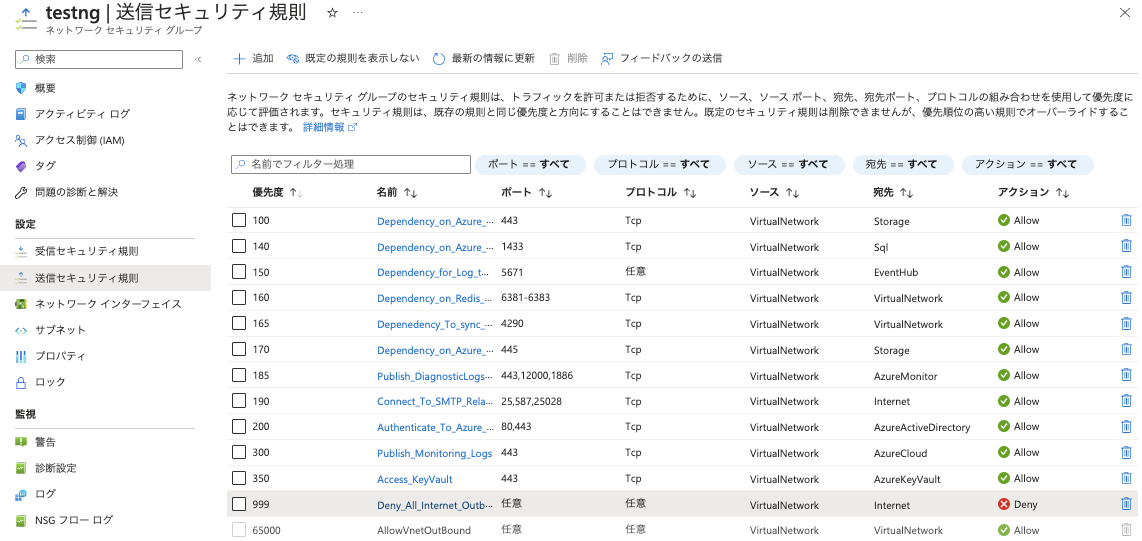 testng | 送信セキュリティ規則 ☆ ...
ネットワーク セキュリティ グループ
検索
«
概要
アクティビティ ログ
アクセス制御 (IAM)
タグ
問題の診断と解決
設定
受信セキュリティ規則
送信セキュリティ規則
ネットワーク インターフェイス
サブネット
プロパティ
ロック
監視
警告
診断設定
ログ
NSG フロー ログ
追加 既定の規則を表示しない 最新の情報に更新 削除 フィードバックの送信
ネットワーク セキュリティ グループのセキュリティ規則は、トラフィックを許可または拒否するために、ソース、ソース ポート、宛先、宛先ポート、プロトコルの組み合わせを使用して優先度に
応じて評価されます。セキュリティ規則は、既存の規則と同じ優先度と方向にすることはできません。既定のセキュリティ規則は削除できませんが、優先順位の高い規則でオーバーライドするこ
とはできます。 詳細情報
名前でフィルター処理 ポート == すべて プロトコル == すべて ソース == すべて 宛先 == すべて アクション == すべて
優先度 ↑↓ 名前 ↑↓ ポート ↑↓ プロトコル ↑↓ ソース ↑↓ 宛先 ↑↓ アクション ↑↓
100 Dependency_on_Azure_... 443 Tcp VirtualNetwork Storage Allow
140 Dependency_on_Azure_... 1433 Tcp VirtualNetwork Sql Allow
150 Dependency_for_Log_t... 5671 任意 VirtualNetwork EventHub Allow
160 Dependency_on_Redis_... 6381-6383 Tcp VirtualNetwork VirtualNetwork Allow
165 Depenedency_To_sync_... 4290 Tcp VirtualNetwork VirtualNetwork Allow
170 Dependency_on_Azure_... 445 Tcp VirtualNetwork Storage Allow
185 Publish_DiagnosticLogs... 443,12000,1886 Tcp VirtualNetwork AzureMonitor Allow
190 Connect_To_SMTP_Rela... 25,587,25028 Tcp VirtualNetwork Internet Allow
200 Authenticate_To_Azure_... 80,443 Tcp VirtualNetwork AzureActiveDirectory Allow
300 Publish_Monitoring_Logs 443 Tcp VirtualNetwork AzureCloud Allow
350 Access_KeyVault 443 Tcp VirtualNetwork AzureKeyVault Allow
999 Deny_All_Internet_Outb... 任意 任意 VirtualNetwork Internet Deny
65000 AllowVnetOutBound 任意 任意 VirtualNetwork VirtualNetwork Allow